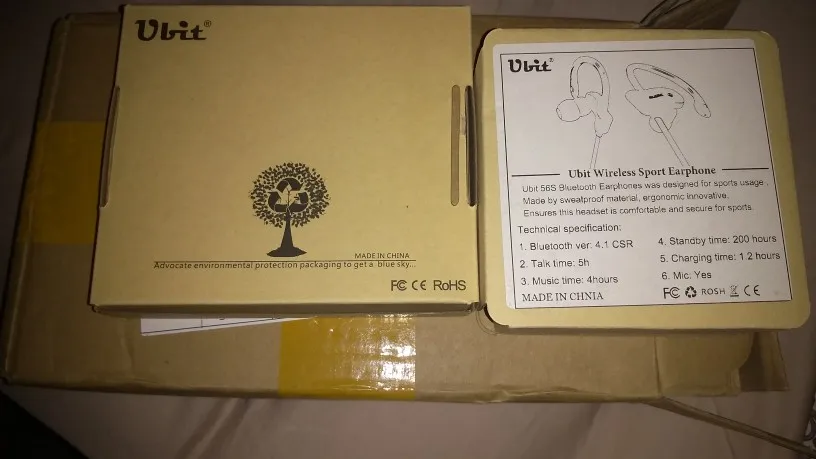 Ubit®
MADE IN CHINA
Advocate environmental protection packaging to get a blue sky...
FC CE RoHS
Ubit®
Ubit Wireless Sport Earphone
Ubit 56S Bluetooth Earphones was designed for sports usage .
Made by sweatproof material, ergonomic innovative.
Ensures this headset is comfortable and secure for sports.
Technical specification:
1. Bluetooth ver: 4.1 CSR
2. Talk time: 5h
3. Music time: 4hours
4. Standby time: 200 hours
5. Charging time: 1.2 hours
6. Mic: Yes
MADE IN CHNIA
FC ROSH CE